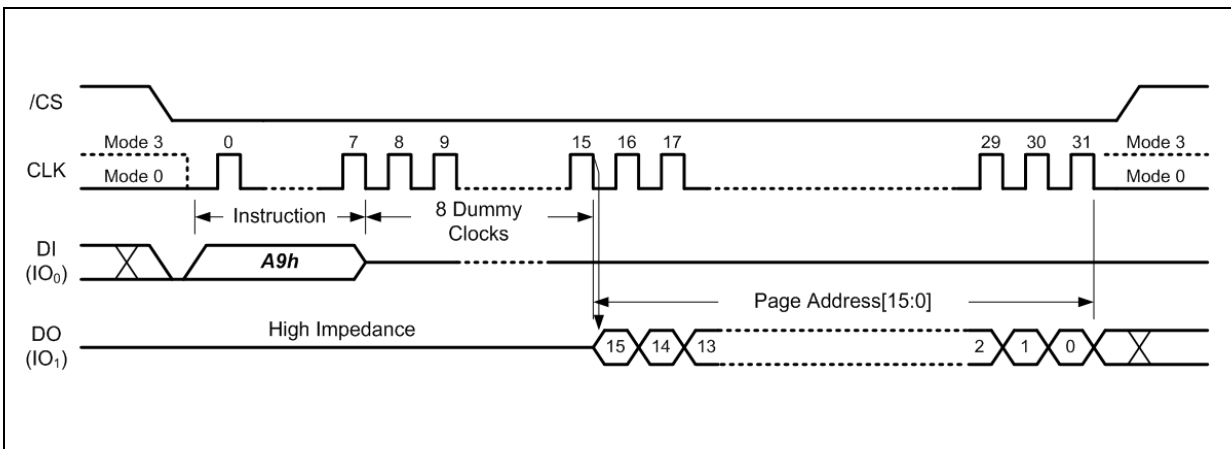 /CS
Mode 3 0 7 8 9 15 16 17 29 30 31 Mode 3
CLK
Mode 0 Mode 0
Instruction 8 Dummy
Clocks
DI
(IO₀)
A9h
Page Address[15:0]
DO
(IO₁)
High Impedance
15 14 13 2 1 0